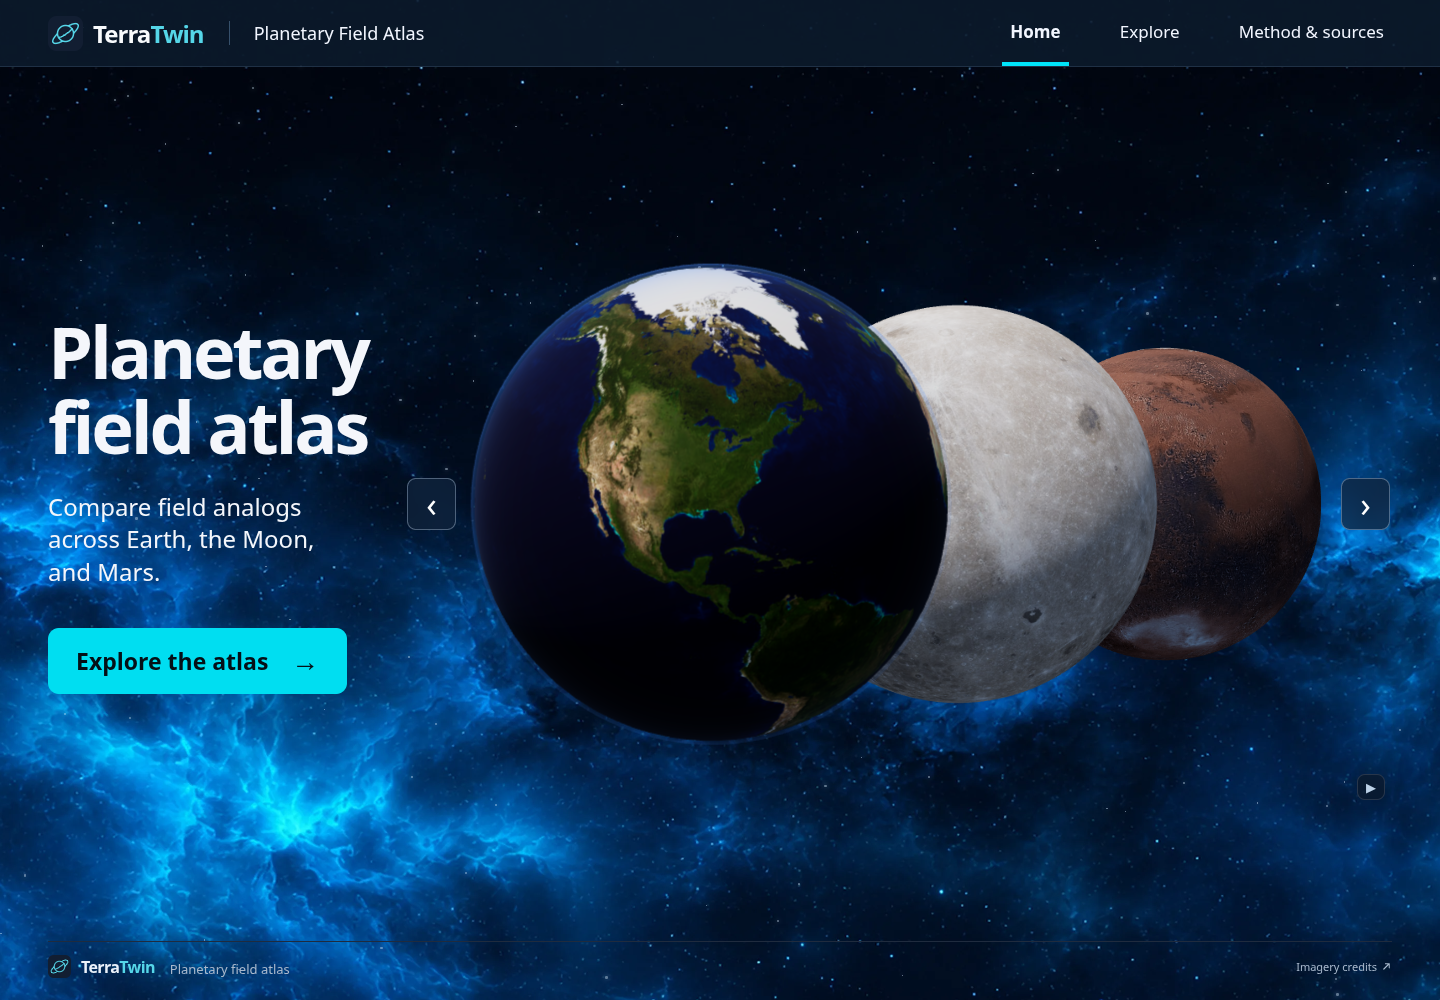 TerraTwin
Planetary Field Atlas
Home
Explore
Method & sources
Planetary
field atlas
Compare field analogs
across Earth, the Moon,
and Mars.
Explore the atlas →
‹
›
▶
TerraTwin
Planetary field atlas
Imagery credits ↗